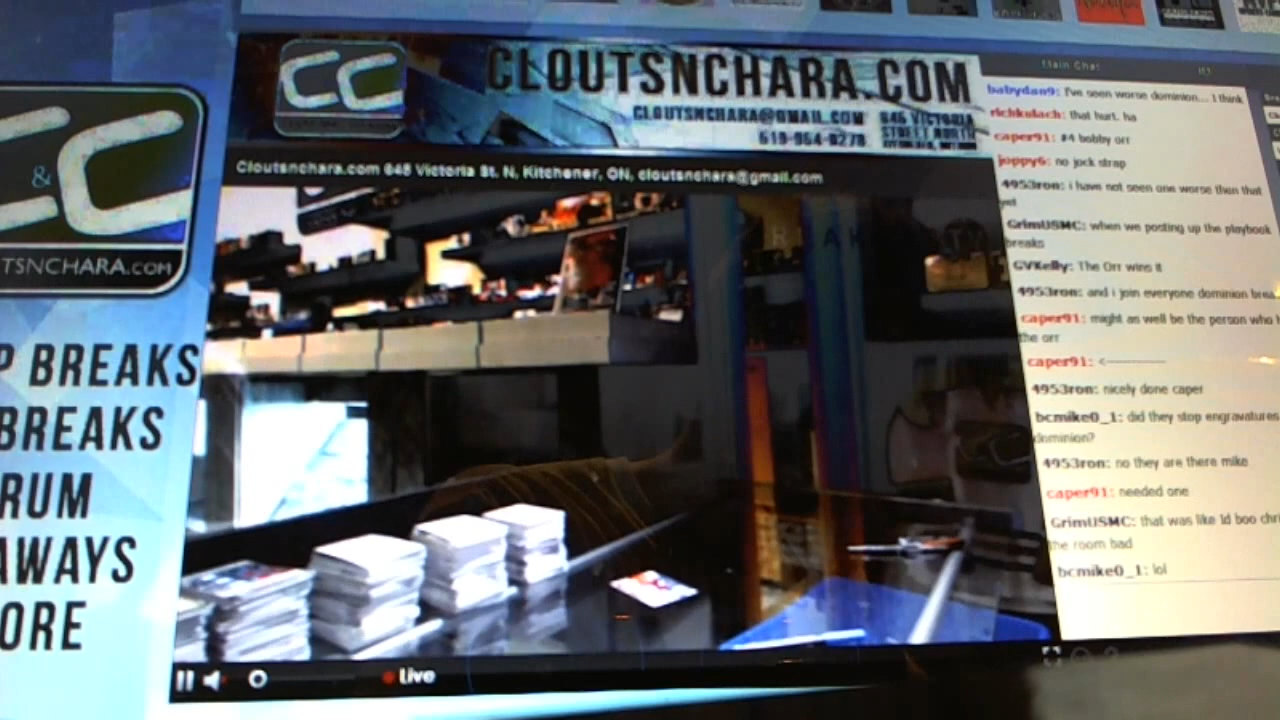 CC
CLOUTSNCHARA.COM
CLOUTSNCHARA@GMAIL.COM
645 VICTORIA
STREET NORTH
519-954-0278
Cloutsnchara.com 645 Victoria St. N, Kitchener, ON, cloutsnchara@gmail.com
C
& C
TSNCHARA.COM
P BREAKS
BREAKS
RUM
AWAYS
ORE
Live
Main Chat
babydan9: I've seen worse dominion... I think
richkulach: that hurt. ha
caper91: #4 bobby orr
joppy6: no jock strap
4953ron: i have not seen one worse then that
yet
GrimUSMC: when we posting up the playbook
breaks
GVKelly: The Orr wins it
4953ron: and i join everyone dominion brea
caper91: might as well be the person who h
the orr
caper91: <--------------
4953ron: nicely done caper
bcmike0_1: did they stop engravatures
dominion?
4953ron: no they are there mike
caper91: needed one
GrimUSMC: that was like ld boo chr
the room bad
bcmike0_1: lol